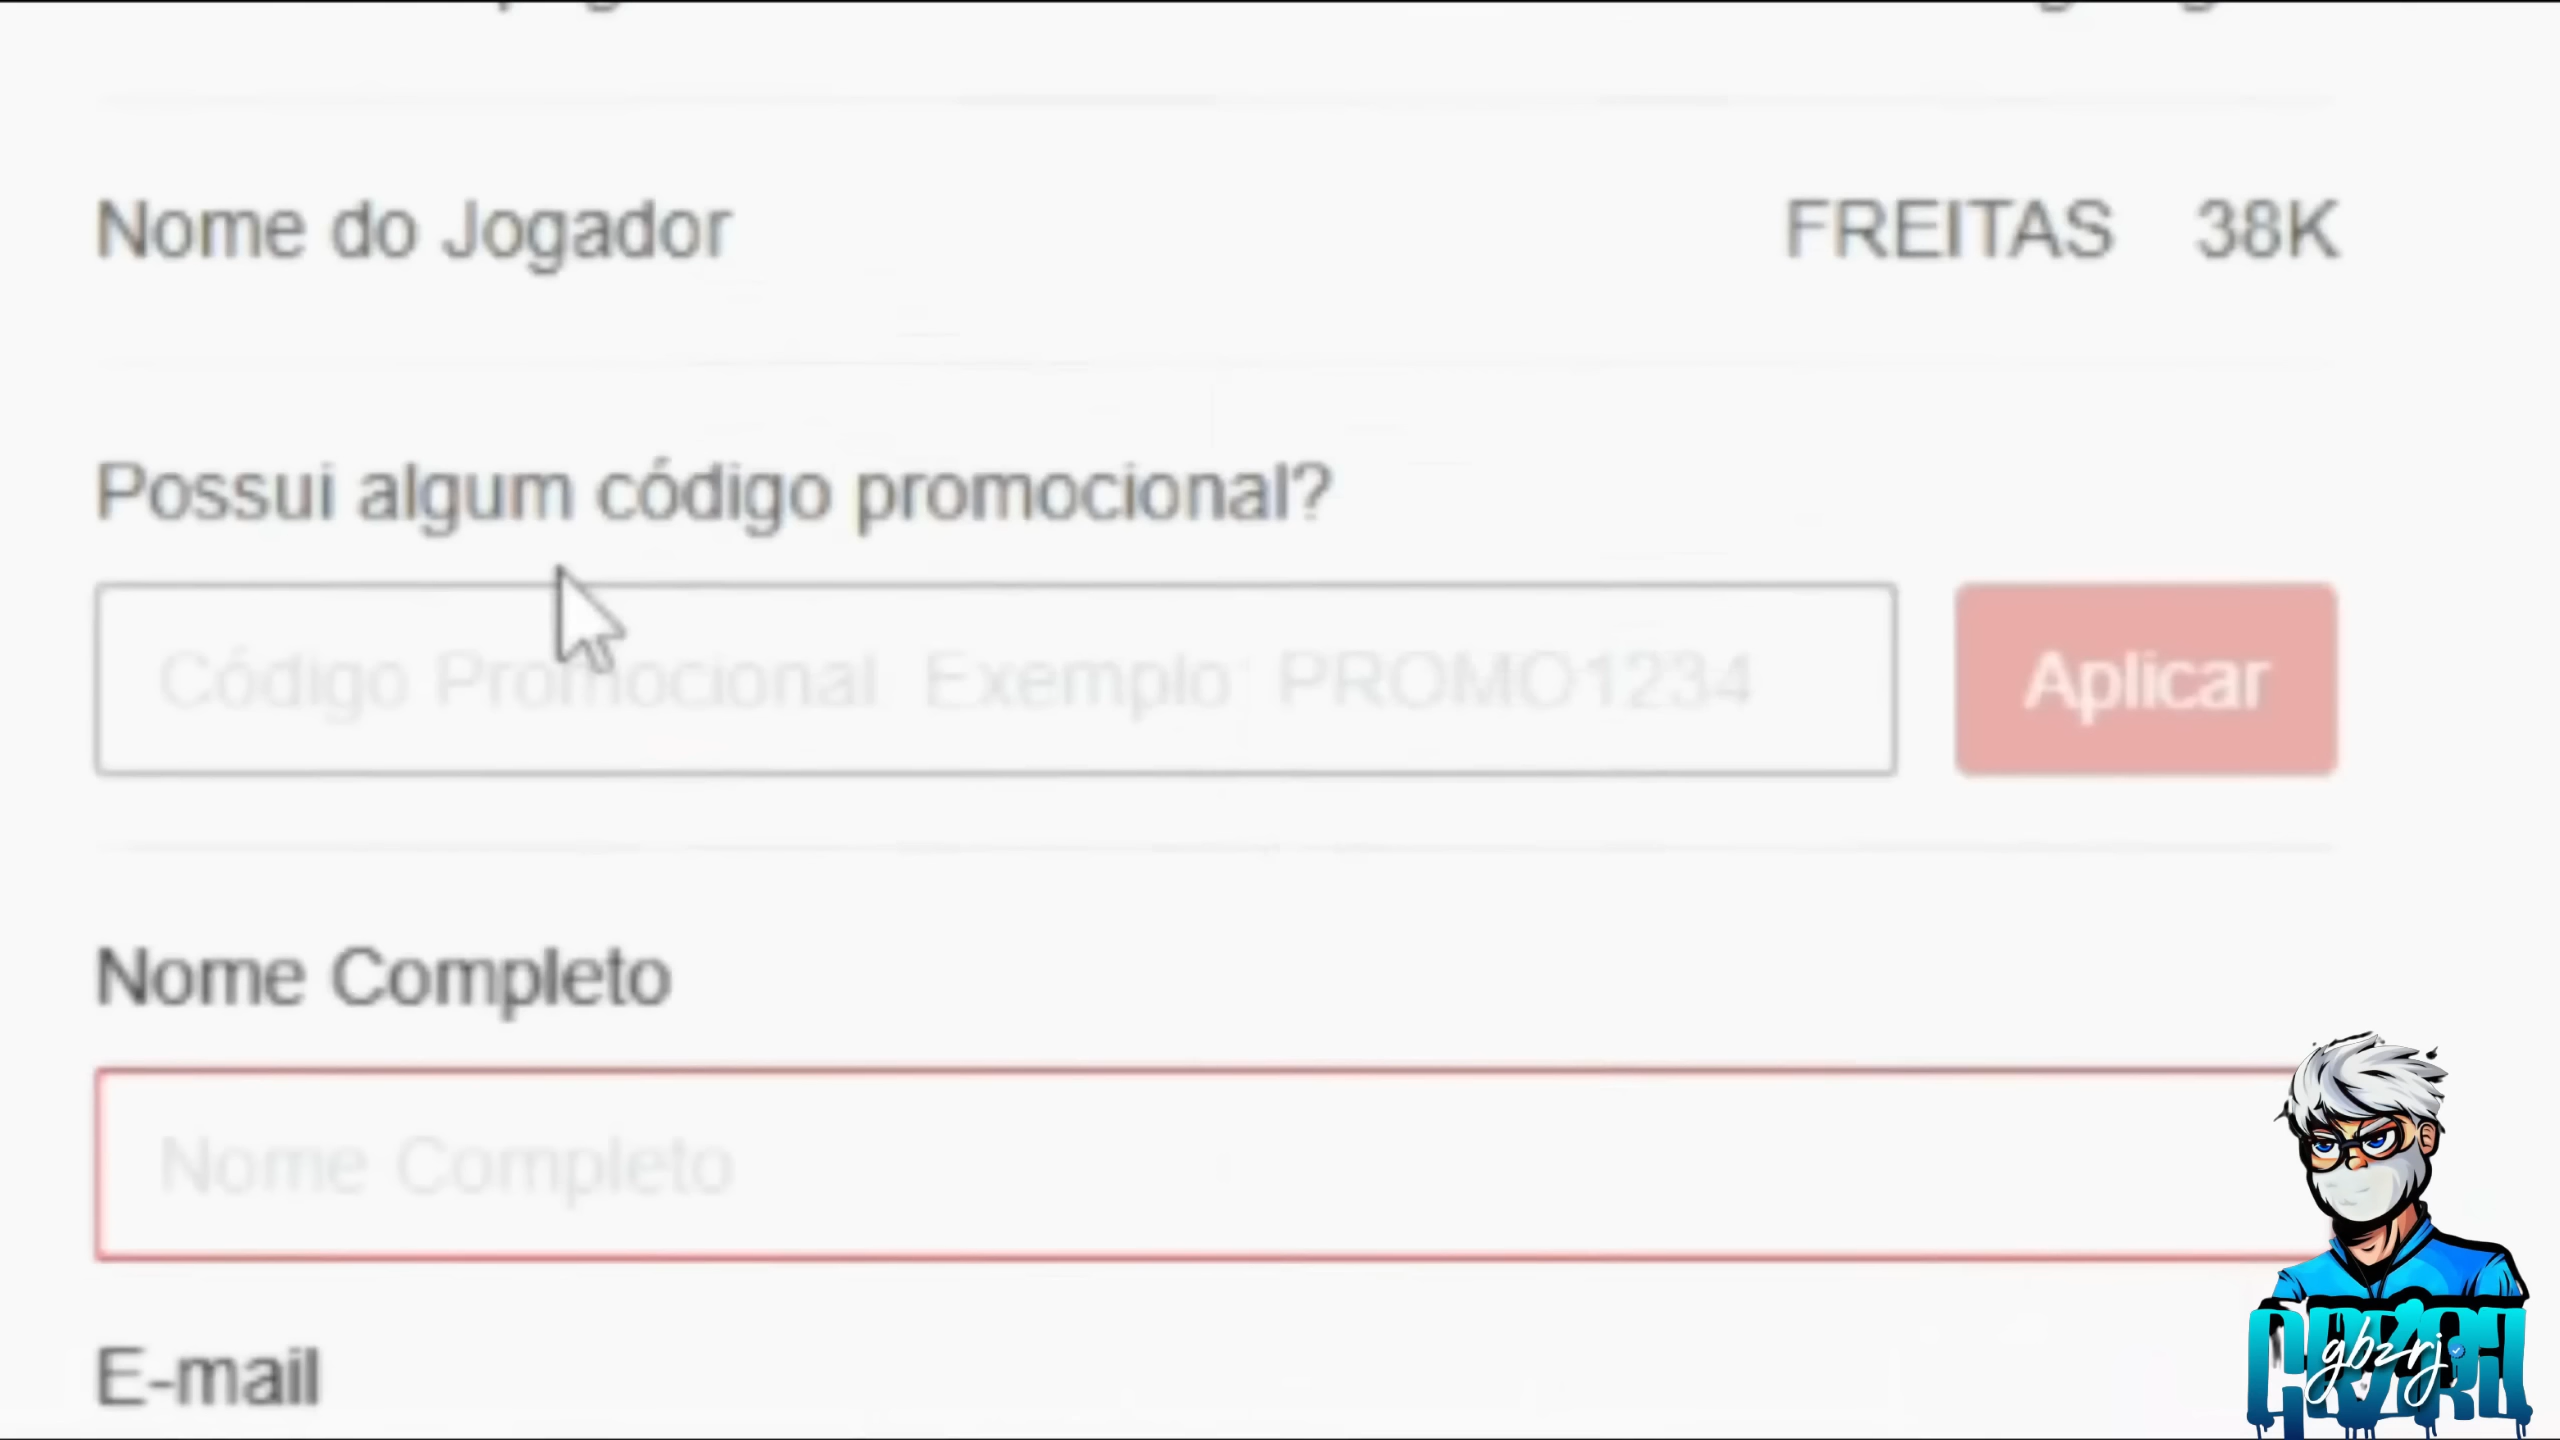 Nome do Jogador FREITAS 38K
Possui algum código promocional?
Código Promocional Exemplo: PROMO1234
Aplicar
Nome Completo
Nome Completo
E-mail
gbzrj